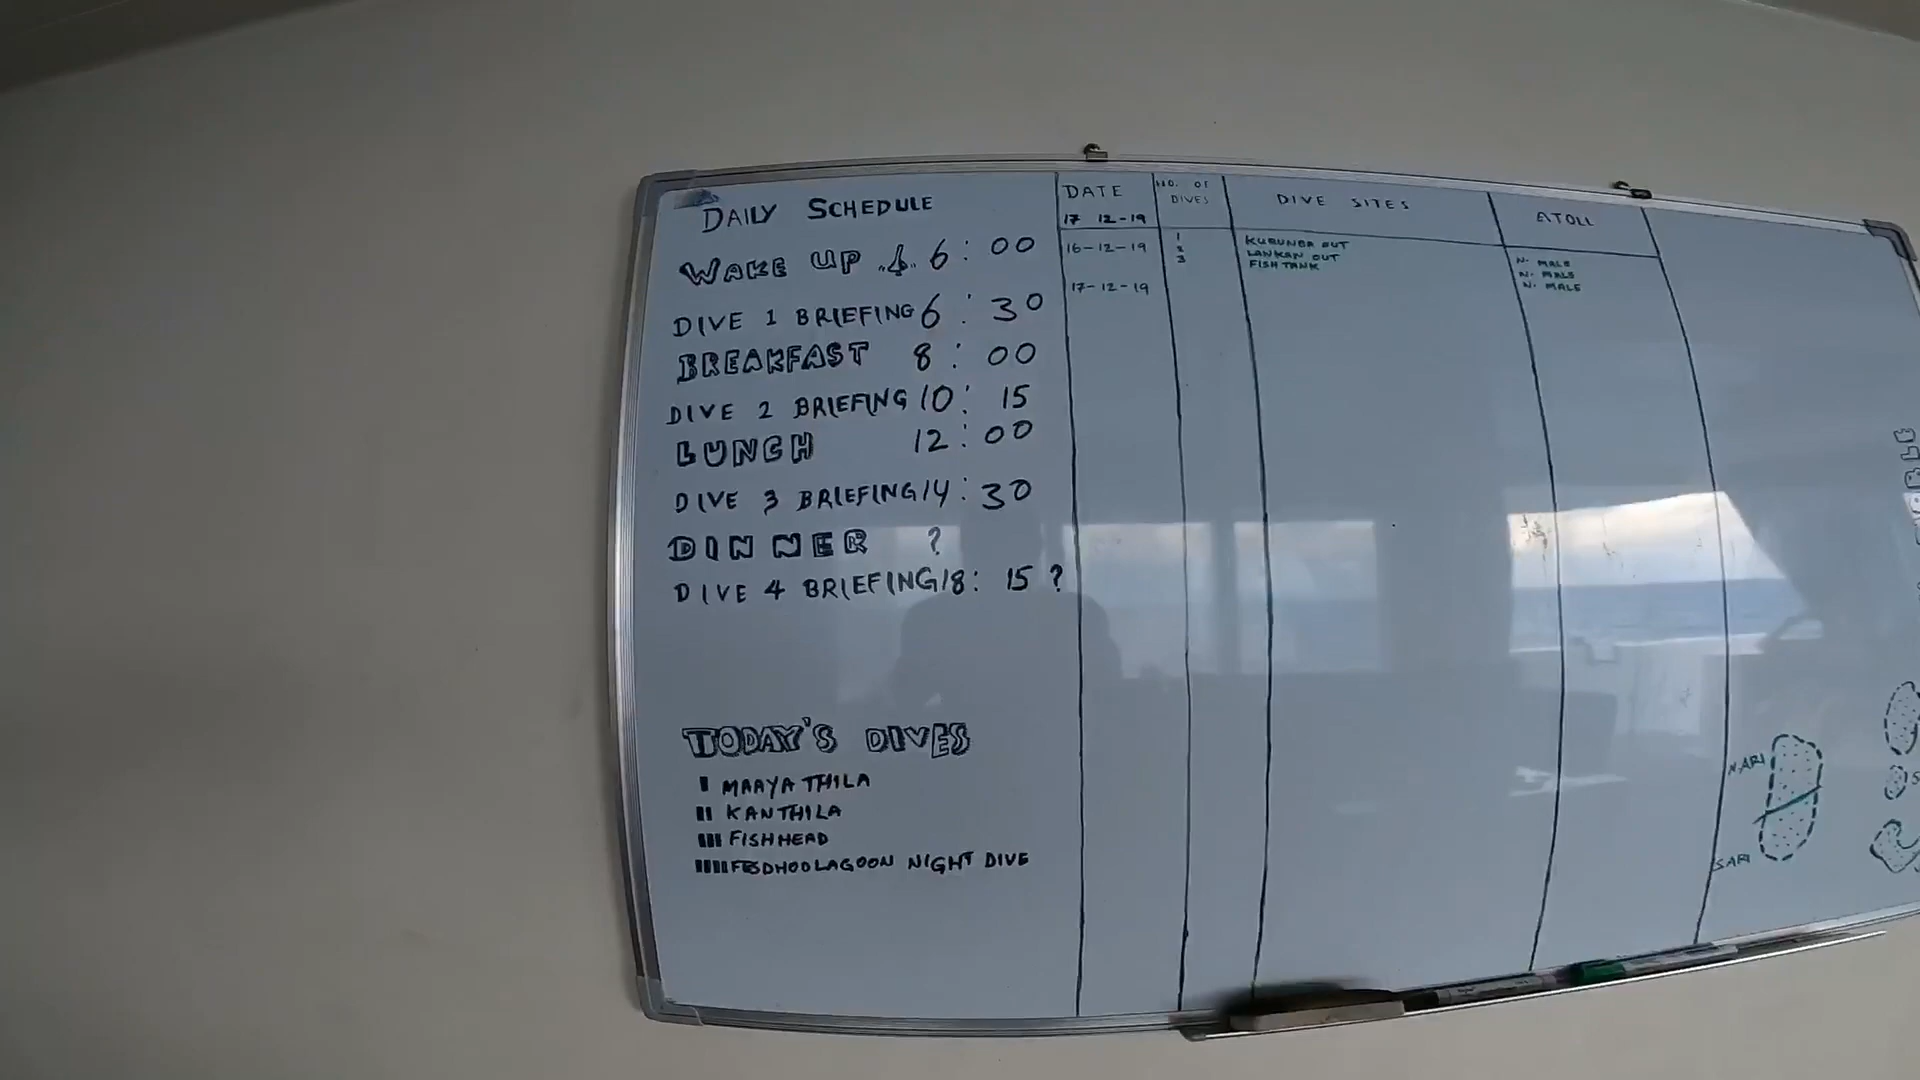 DAILY SCHEDULE
WAKE UP 6:00
DIVE 1 BRIEFING 6:30
BREAKFAST 8:00
DIVE 2 BRIEFING 10:15
LUNCH 12:00
DIVE 3 BRIEFING 14:30
DINNER ?
DIVE 4 BRIEFING 18:15 ?
TODAY'S DIVES
I MAAYA THILA
II KANTHILA
III FISHHEAD
IIII FESDHOO LAGOON NIGHT DIVE
DATE NO. OF DIVES DIVE SITES ATOLL
17 12-19
16-12-19 1 KURUNBA OUT N. MALE
2 LANKAN OUT N. MALE
3 FISH TANK N. MALE
17-12-19
N.ARI
S.ARI